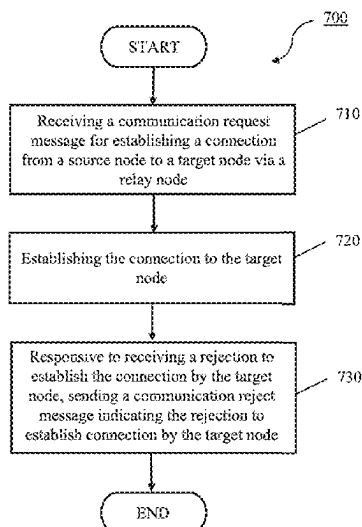 700
START
Receiving a communication request
message for establishing a connection
from a source node to a target node via a
relay node
710
Establishing the connection to the target
node
720
Responsive to receiving a rejection to
establish the connection by the target
node, sending a communication reject
message indicating the rejection to
establish connection by the target node
730
END